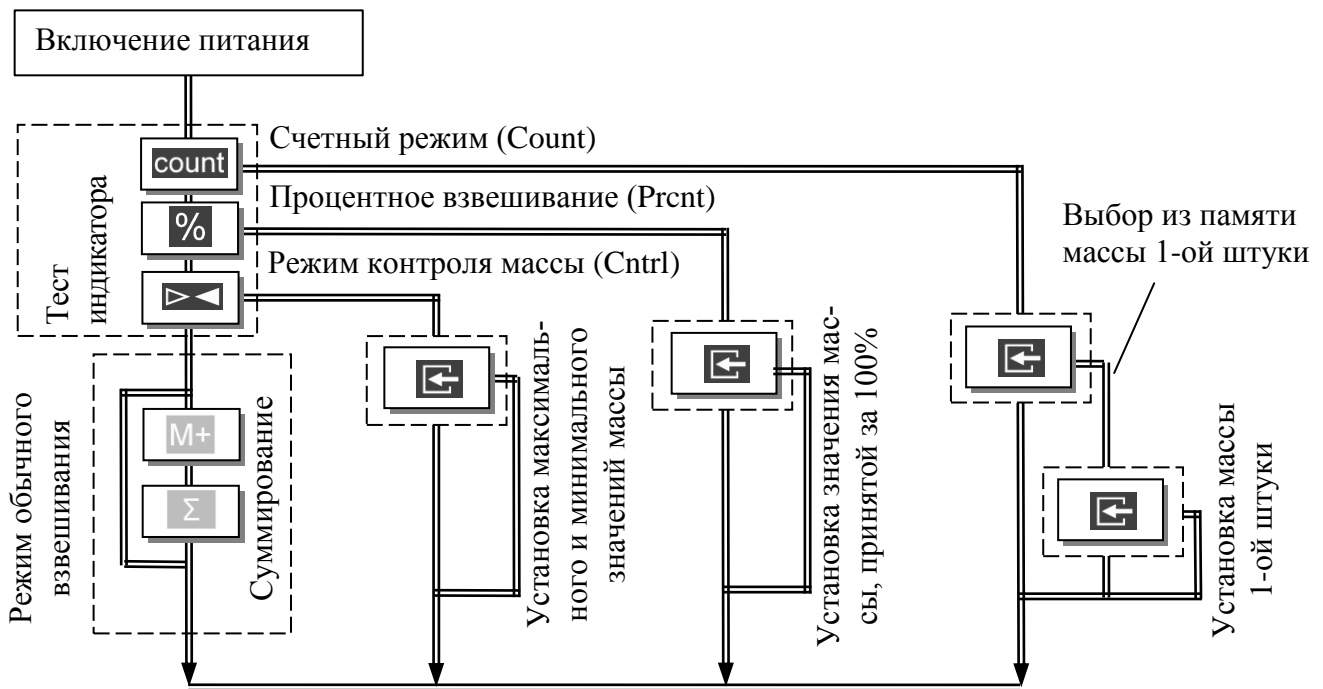 Включение питания
Счетный режим (Count)
count
Процентное взвешивание (Prcnt)
%
Режим контроля массы (Cntrl)
Тест
индикатора
Выбор из памяти
массы 1-ой штуки
Режим обычного
взвешивания
M+
Σ
Суммирование
Установка максималь-
ного и минимального
значений массы
Установка значения мас-
сы, принятой за 100%
Установка массы
1-ой штуки